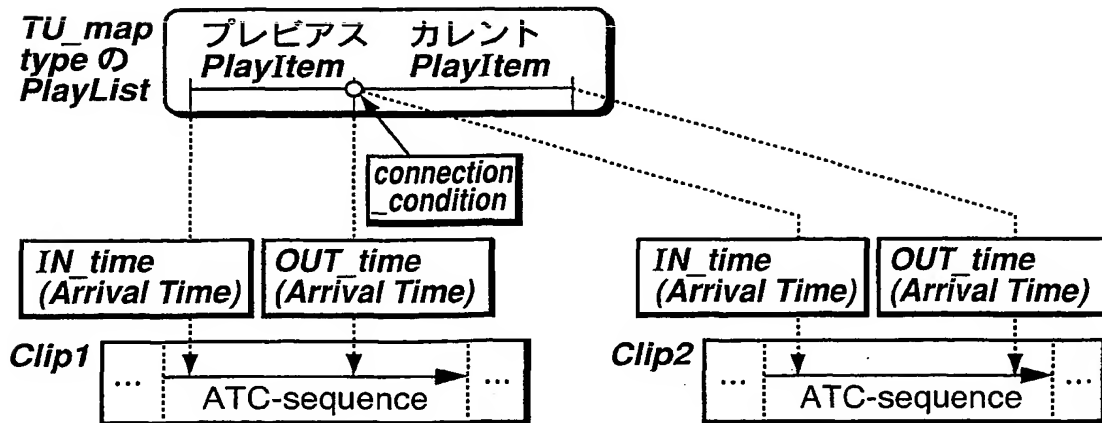 TU_map
type の
PlayList
プレビアス
PlayItem
カレント
PlayItem
connection
_condition
IN_time
(Arrival Time)
OUT_time
(Arrival Time)
IN_time
(Arrival Time)
OUT_time
(Arrival Time)
Clip1
...
ATC-sequence
...
Clip2
...
ATC-sequence
...